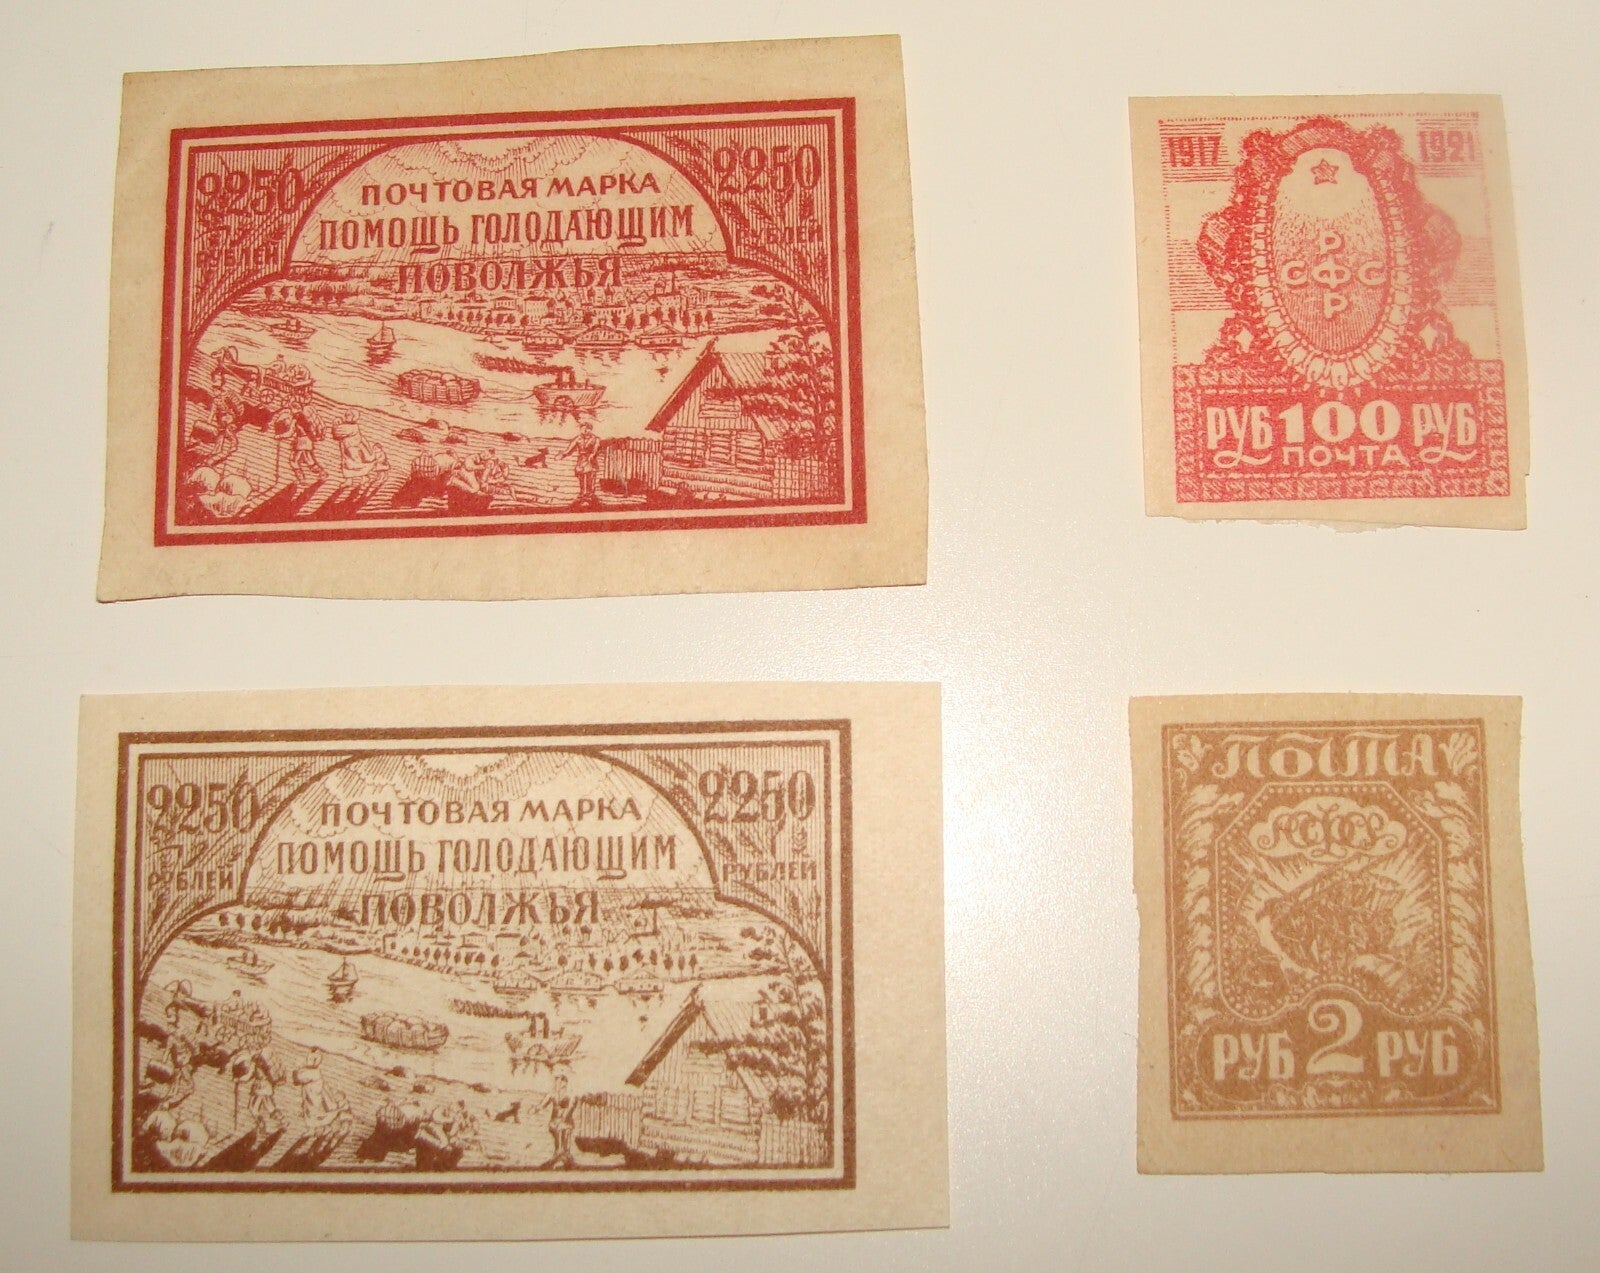 2250 2250
РУБЛЕЙ РУБЛЕЙ
ПОЧТОВАЯ МАРКА
ПОМОЩЬ ГОЛОДАЮЩИМ
ПОВОЛЖЬЯ
1917 1921
Р
СФС
Р
РУБ 100 РУБ
ПОЧТА
2250 2250
РУБЛЕЙ РУБЛЕЙ
ПОЧТОВАЯ МАРКА
ПОМОЩЬ ГОЛОДАЮЩИМ
ПОВОЛЖЬЯ
ПОЧТА
РСФСР
РУБ 2 РУБ